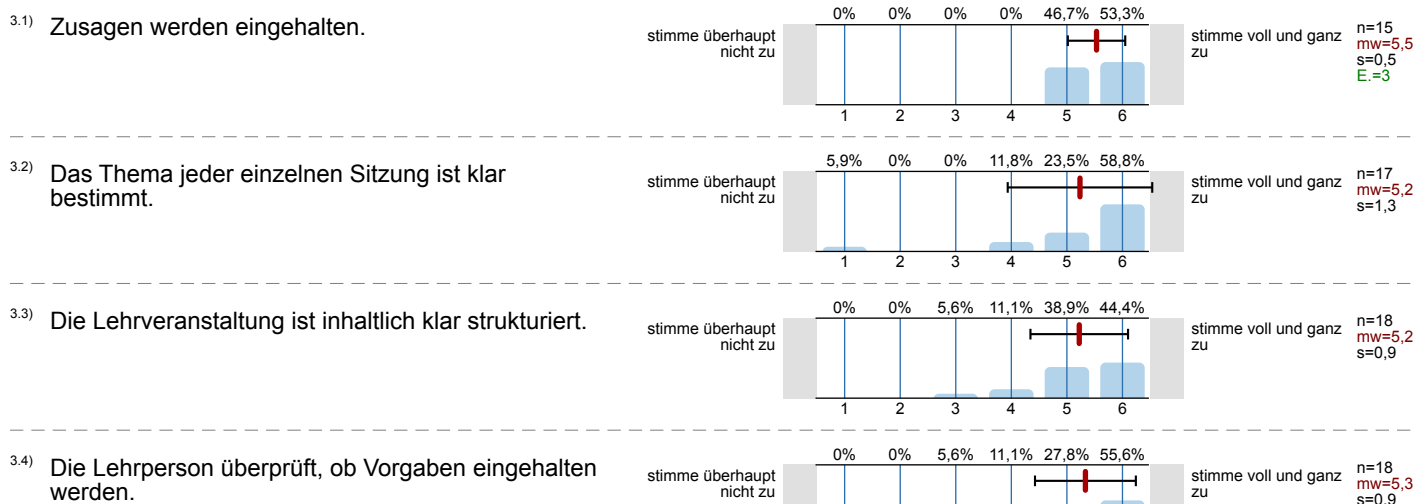 3.1) Zusagen werden eingehalten.
stimme überhaupt
nicht zu
0% 0% 0% 0% 46,7% 53,3%
1 2 3 4 5 6
stimme voll und ganz
zu
n=15
mw=5,5
s=0,5
E.=3
3.2) Das Thema jeder einzelnen Sitzung ist klar
bestimmt.
stimme überhaupt
nicht zu
5,9% 0% 0% 11,8% 23,5% 58,8%
1 2 3 4 5 6
stimme voll und ganz
zu
n=17
mw=5,2
s=1,3
3.3) Die Lehrveranstaltung ist inhaltlich klar strukturiert.
stimme überhaupt
nicht zu
0% 0% 5,6% 11,1% 38,9% 44,4%
1 2 3 4 5 6
stimme voll und ganz
zu
n=18
mw=5,2
s=0,9
3.4) Die Lehrperson überprüft, ob Vorgaben eingehalten
werden.
stimme überhaupt
nicht zu
0% 0% 5,6% 11,1% 27,8% 55,6%
stimme voll und ganz
zu
n=18
mw=5,3
s=0,9